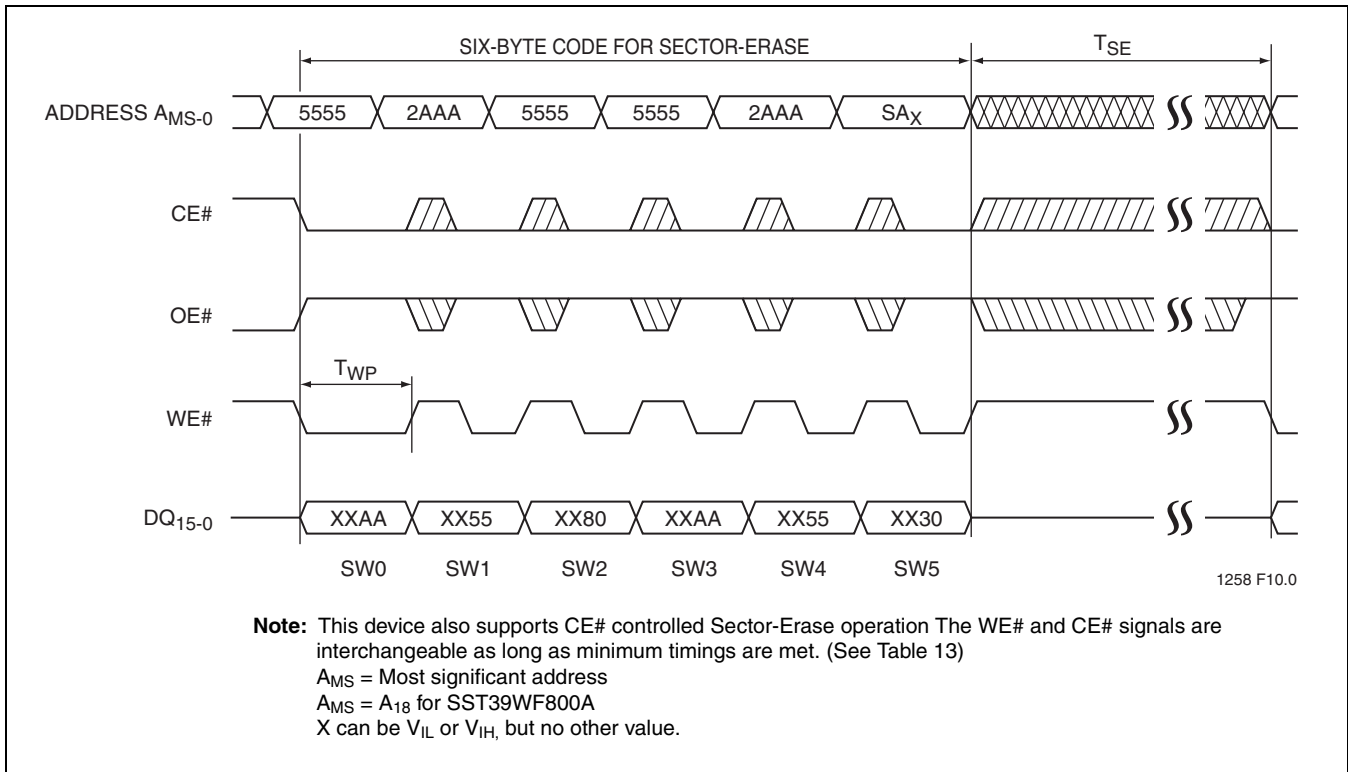 SIX-BYTE CODE FOR SECTOR-ERASE TSE
ADDRESS AMS-0 5555 2AAA 5555 5555 2AAA SAX
CE#
OE#
TWP
WE#
DQ15-0 XXAA XX55 XX80 XXAA XX55 XX30
SW0 SW1 SW2 SW3 SW4 SW5
1258 F10.0
Note: This device also supports CE# controlled Sector-Erase operation The WE# and CE# signals are
interchangeable as long as minimum timings are met. (See Table 13)
AMS = Most significant address
AMS = A18 for SST39WF800A
X can be VIL or VIH, but no other value.